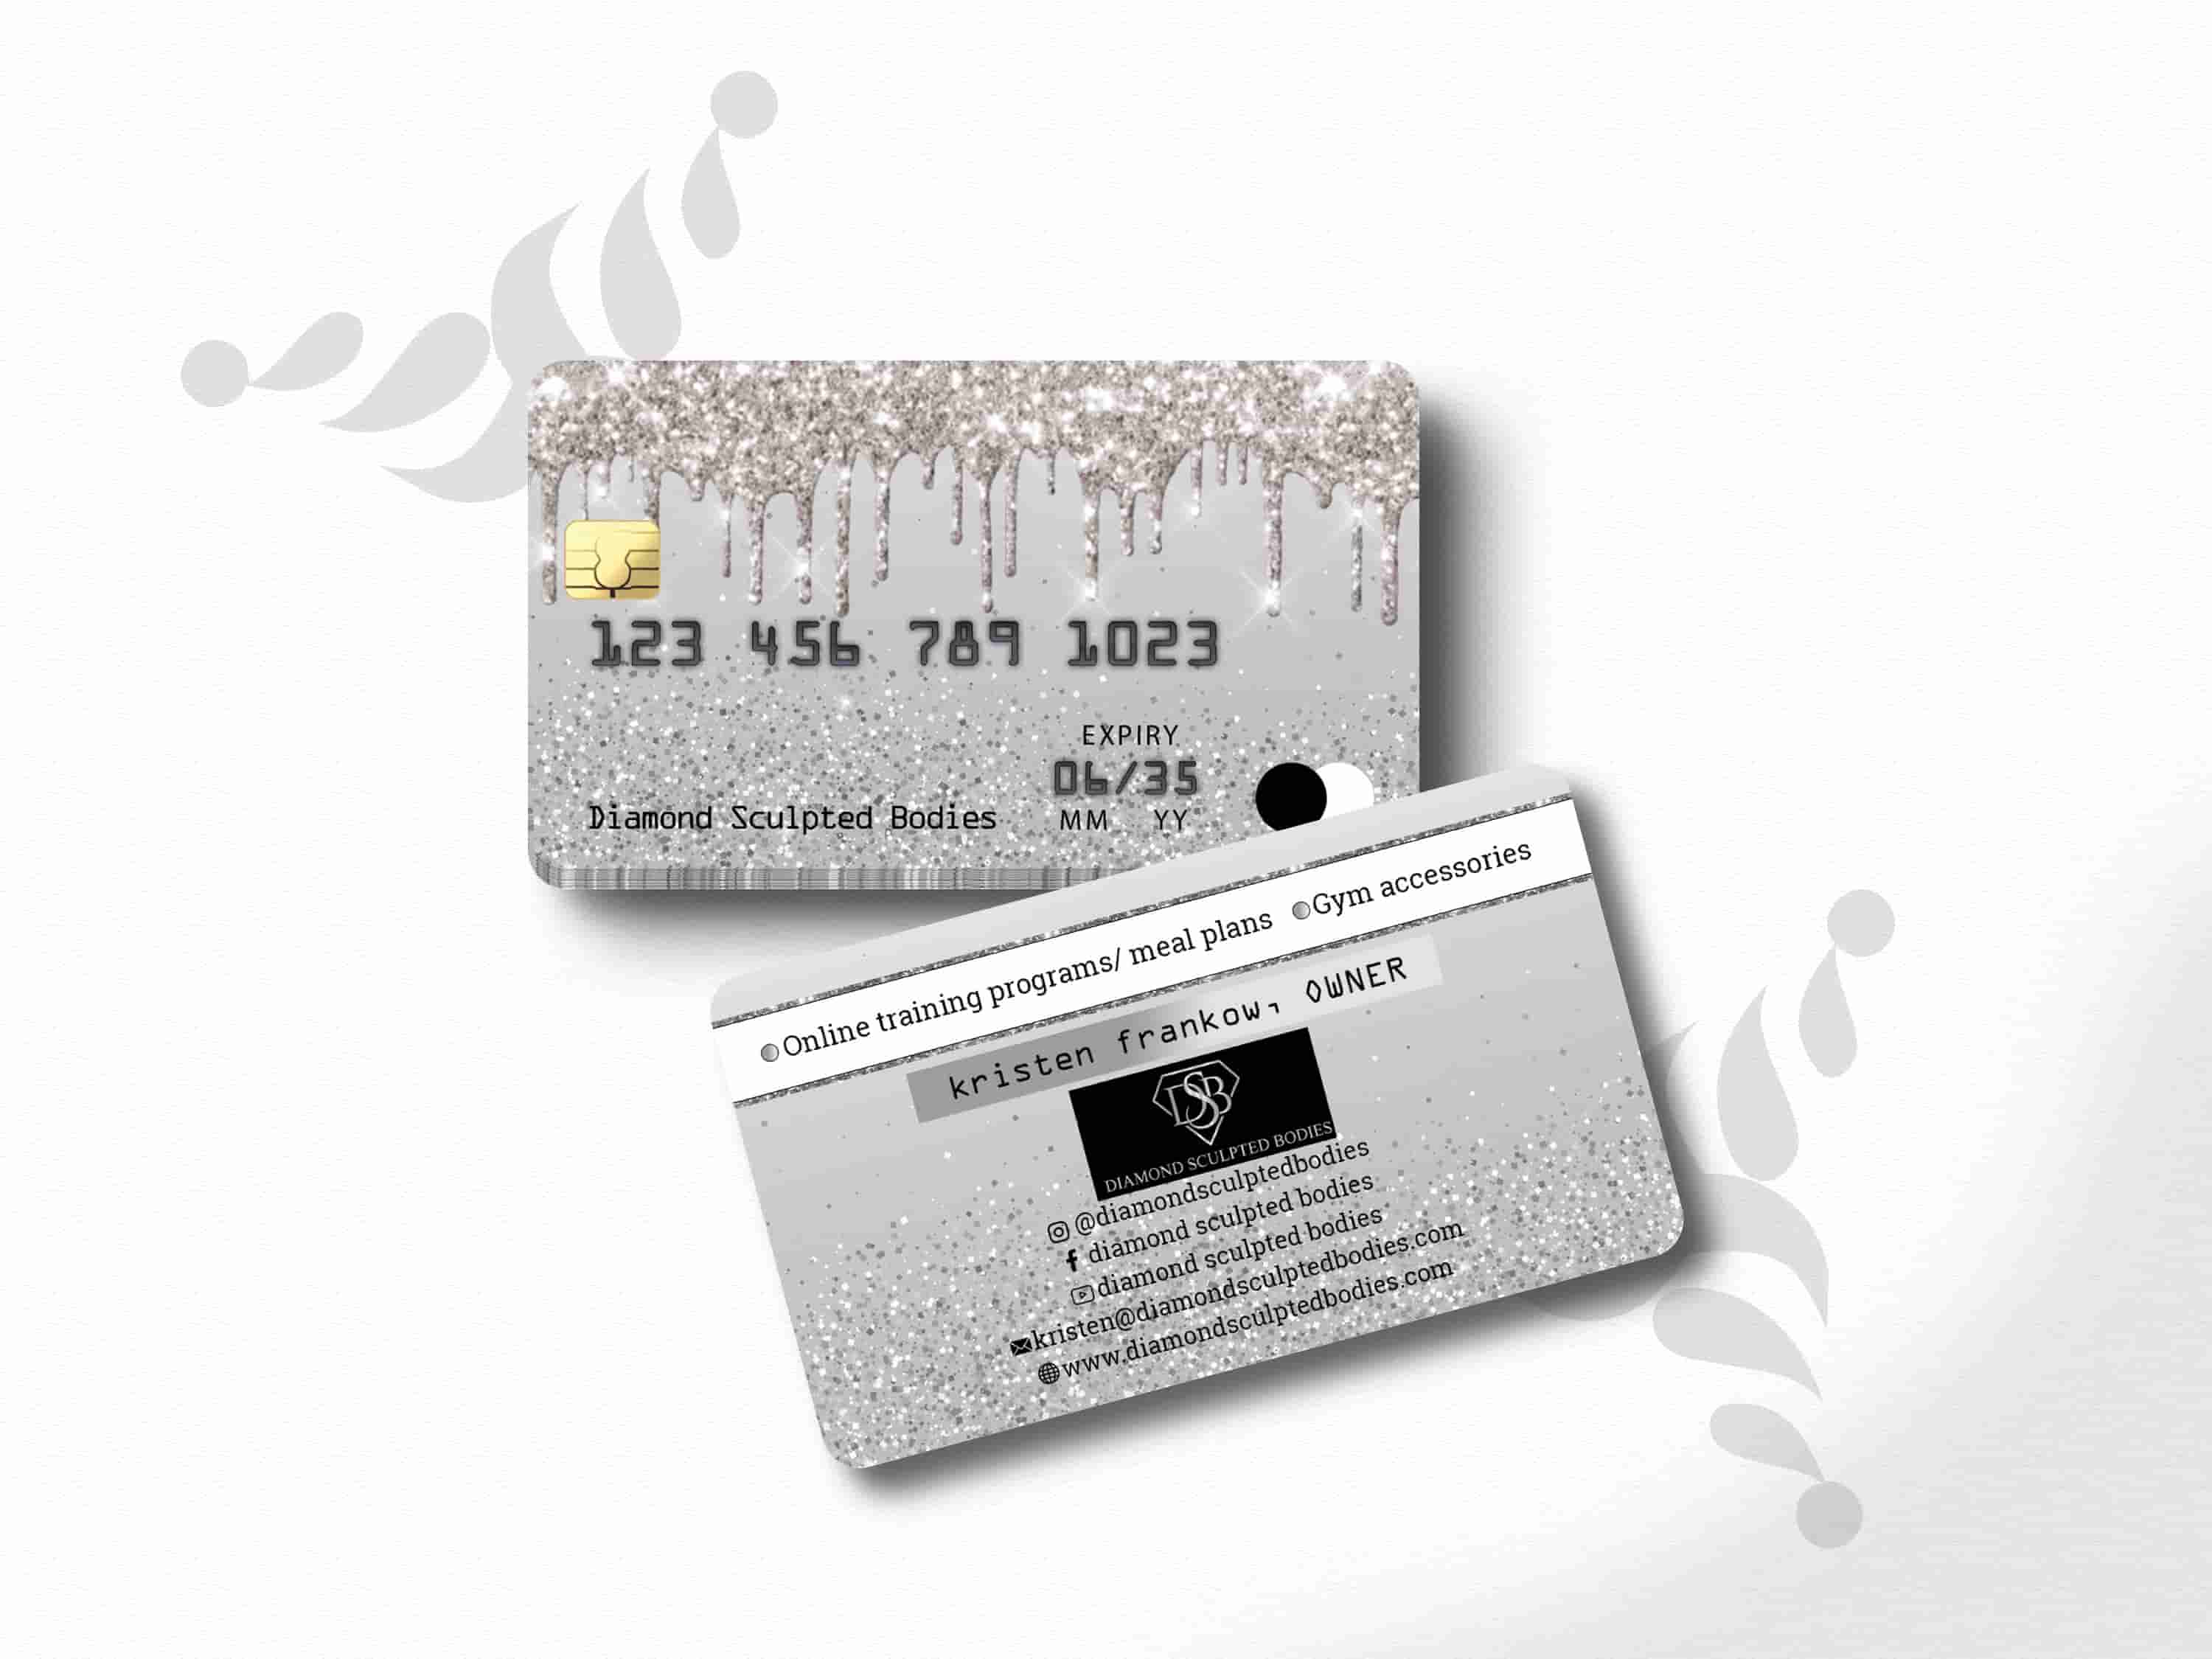 123 456 789 1023
EXPIRY
06/35
MM YY
Diamond Sculpted Bodies
Online training programs/ meal plans Gym accessories
kristen frankow, OWNER
DSB
DIAMOND SCULPTED BODIES
@diamondsculptedbodies
diamond sculpted bodies
diamond sculpted bodies
kristen@diamondsculptedbodies.com
www.diamondsculptedbodies.com